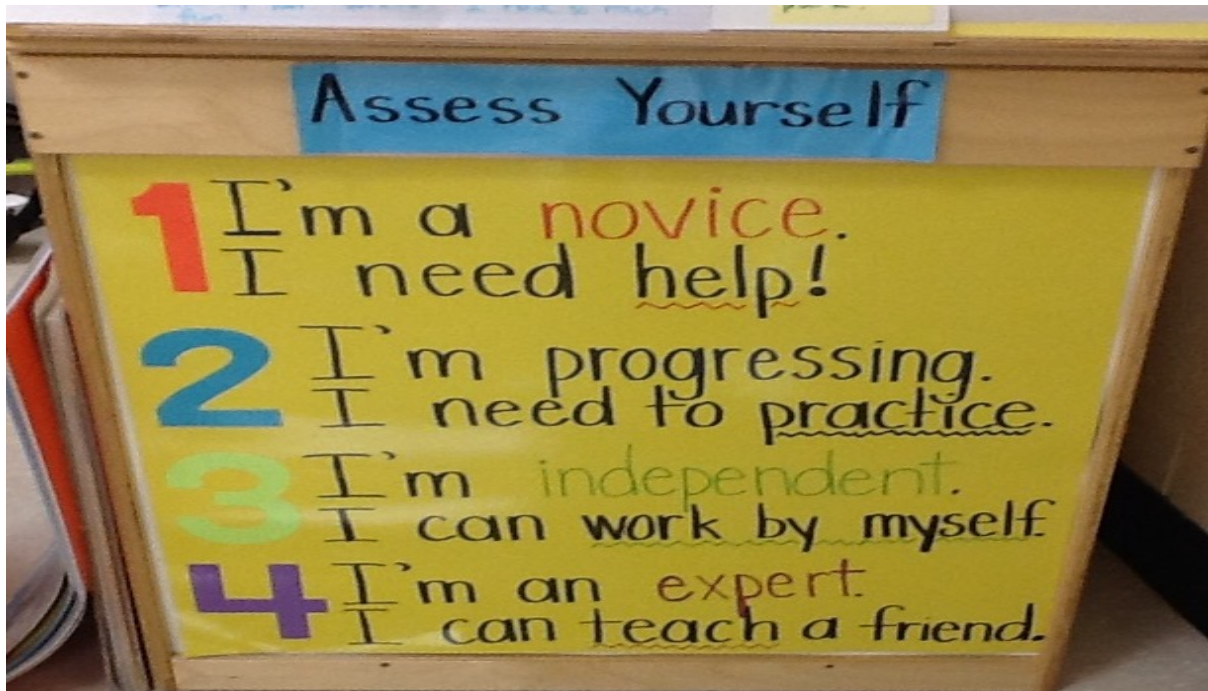 Assess Yourself
1 I'm a novice.
I need help!
2 I'm progressing.
I need to practice.
3 I'm independent.
I can work by myself.
4 I'm an expert.
I can teach a friend.